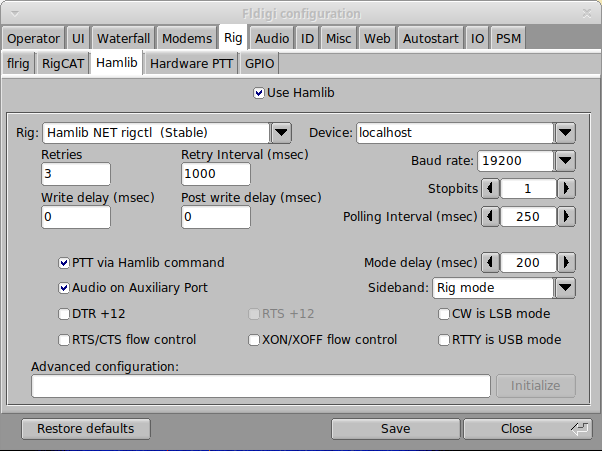 Fldigi configuration
Operator UI Waterfall Modems Rig Audio ID Misc Web Autostart IO PSM
flrig RigCAT Hamlib Hardware PTT GPIO
Use Hamlib
Rig: Hamlib NET rigctl (Stable) Device: localhost
Retries Retry Interval (msec) Baud rate: 19200
3 1000
Stopbits 1
Write delay (msec) Post write delay (msec)
0 0 Polling Interval (msec) 250
PTT via Hamlib command Mode delay (msec) 200
Audio on Auxiliary Port Sideband: Rig mode
DTR +12 RTS +12 CW is LSB mode
RTS/CTS flow control XON/XOFF flow control RTTY is USB mode
Advanced configuration:
Initialize
Restore defaults Save Close